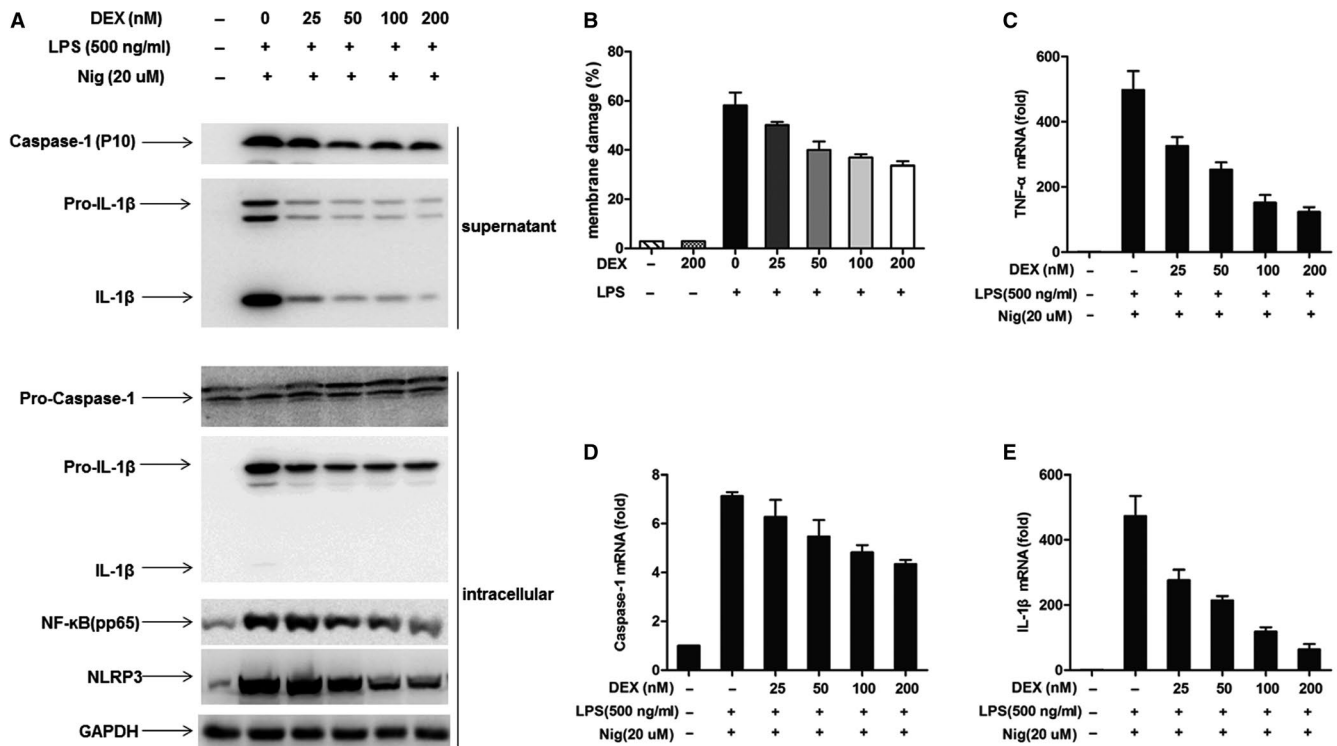 A
DEX (nM) – 0 25 50 100 200
LPS (500 ng/ml) – + + + + +
Nig (20 uM) – + + + + +
Caspase-1 (P10)
Pro-IL-1β
IL-1β
supernatant
Pro-Caspase-1
Pro-IL-1β
IL-1β
NF-κB(pp65)
NLRP3
GAPDH
intracellular
B
membrane damage (%)
80
60
40
20
0
DEX – 200 0 25 50 100 200
LPS – – + + + + +
C
TNF-α mRNA (fold)
600
400
200
0
DEX (nM) – – 25 50 100 200
LPS(500 ng/ml) – + + + + +
Nig(20 uM) – + + + + +
D
Caspase-1 mRNA (fold)
8
6
4
2
0
DEX (nM) – – 25 50 100 200
LPS(500 ng/ml) – + + + + +
Nig(20 uM) – + + + + +
E
IL-1β mRNA (fold)
600
400
200
0
DEX (nM) – – 25 50 100 200
LPS(500 ng/ml) – + + + + +
Nig(20 uM) – + + + + +